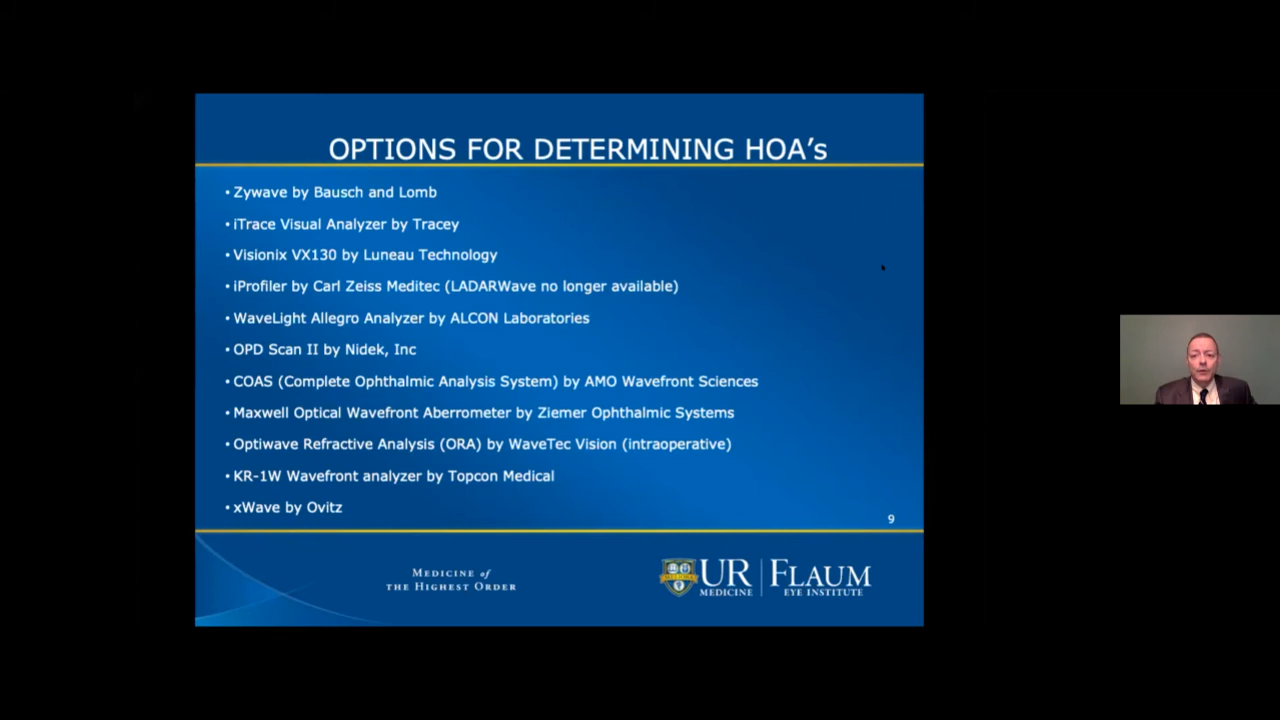 OPTIONS FOR DETERMINING HOA's
• Zywave by Bausch and Lomb
• iTrace Visual Analyzer by Tracey
• Visionix VX130 by Luneau Technology
• iProfiler by Carl Zeiss Meditec (LADARWave no longer available)
• WaveLight Allegro Analyzer by ALCON Laboratories
• OPD Scan II by Nidek, Inc
• COAS (Complete Ophthalmic Analysis System) by AMO Wavefront Sciences
• Maxwell Optical Wavefront Aberrometer by Ziemer Ophthalmic Systems
• Optiwave Refractive Analysis (ORA) by WaveTec Vision (intraoperative)
• KR-1W Wavefront analyzer by Topcon Medical
• xWave by Ovitz
9
MEDICINE of
THE HIGHEST ORDER
UR
MEDICINE
FLAUM
EYE INSTITUTE